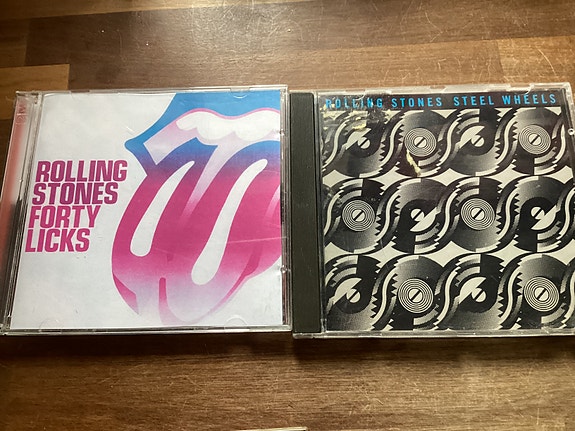 ROLLING
STONES
FORTY
LICKS
ROLLING STONES STEEL WHEELS